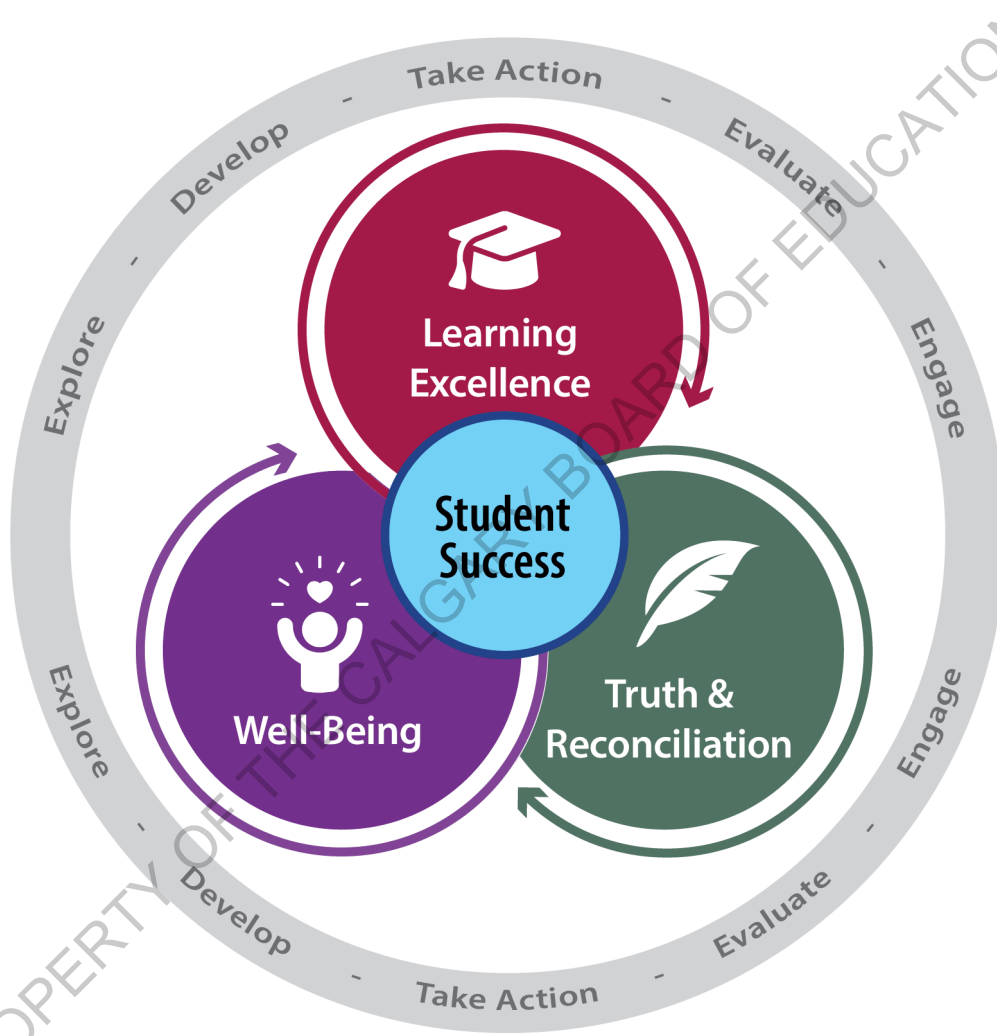 Take Action
-
Evaluate
-
Engage
Develop
-
Explore
Learning
Excellence
Student
Success
Well-Being
Truth &
Reconciliation
Explore
-
Develop
-
Take Action
-
Evaluate
-
Engage
PROPERTY OF THE CALGARY BOARD OF EDUCATION